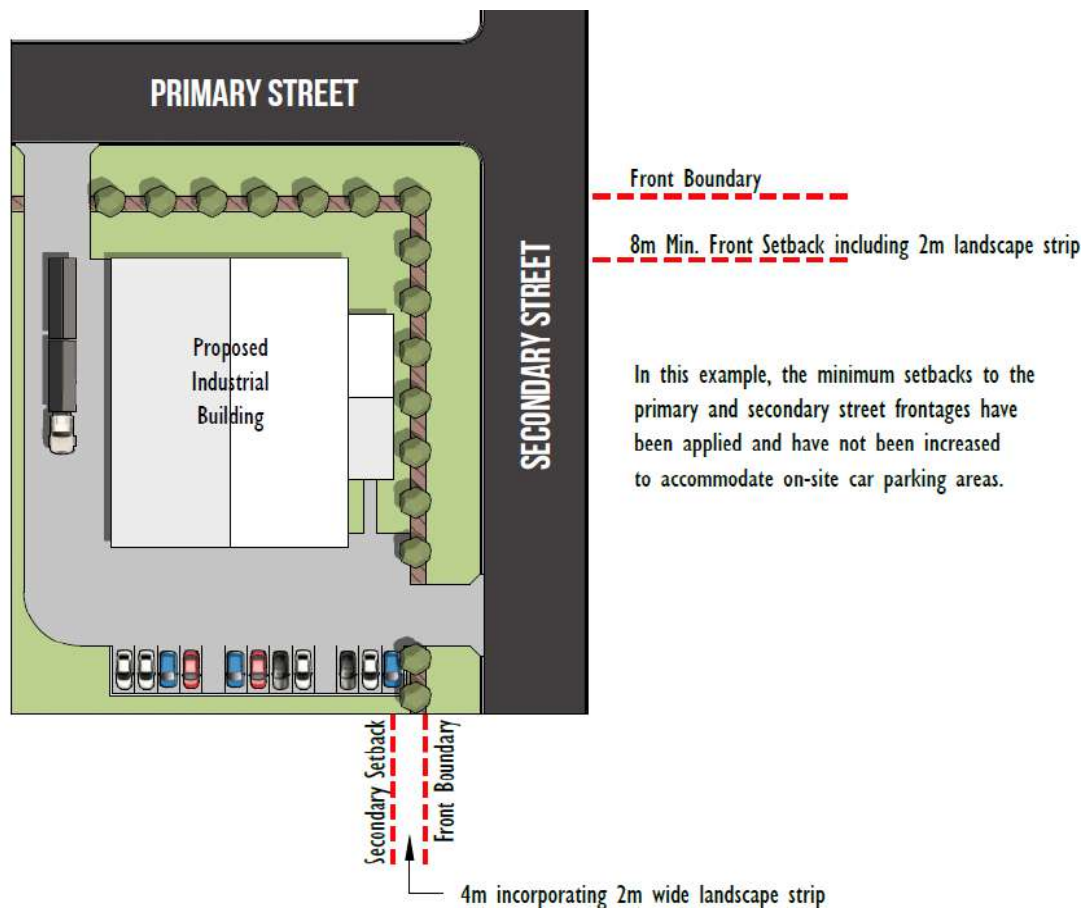 PRIMARY STREET
Front Boundary
8m Min. Front Setback including 2m landscape strip
SECONDARY STREET
Proposed
Industrial
Building
In this example, the minimum setbacks to the
primary and secondary street frontages have
been applied and have not been increased
to accommodate on-site car parking areas.
Secondary Setback
Front Boundary
4m incorporating 2m wide landscape strip